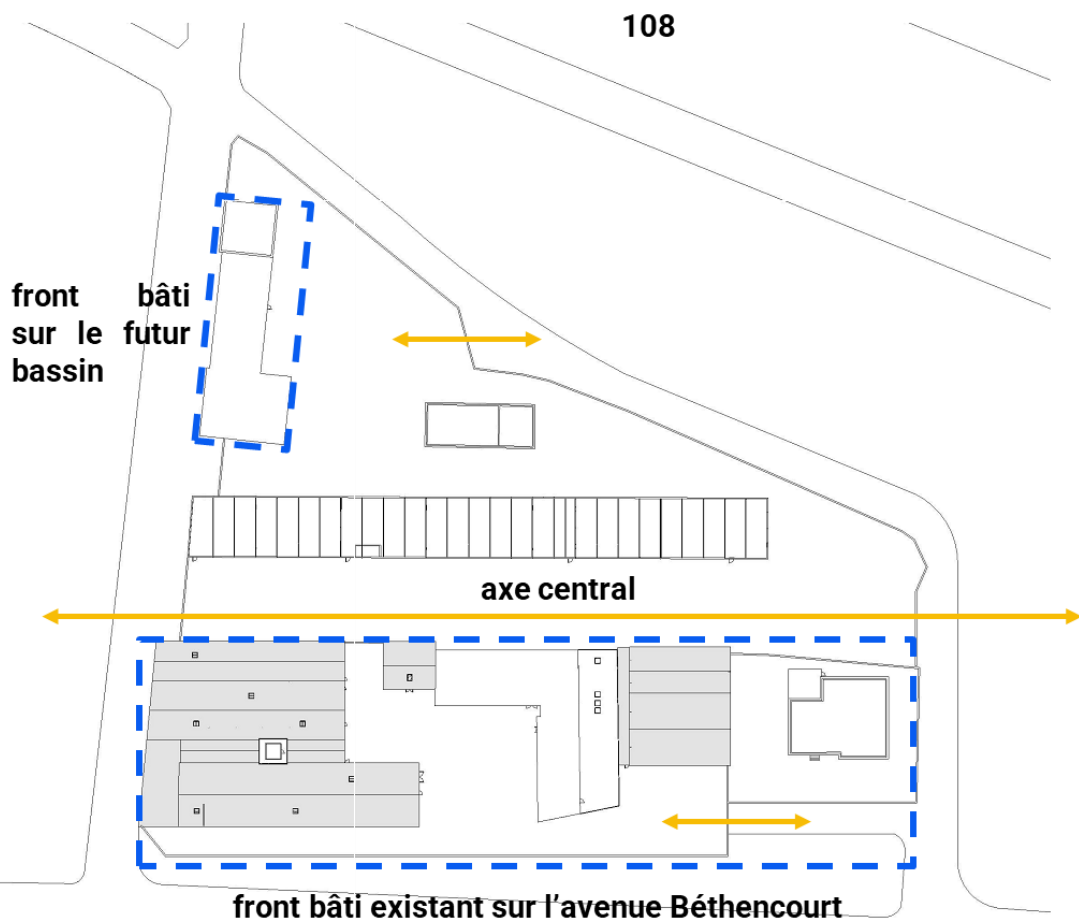 108
front bâti
sur le futur
bassin
axe central
front bâti existant sur l’avenue Béthencourt